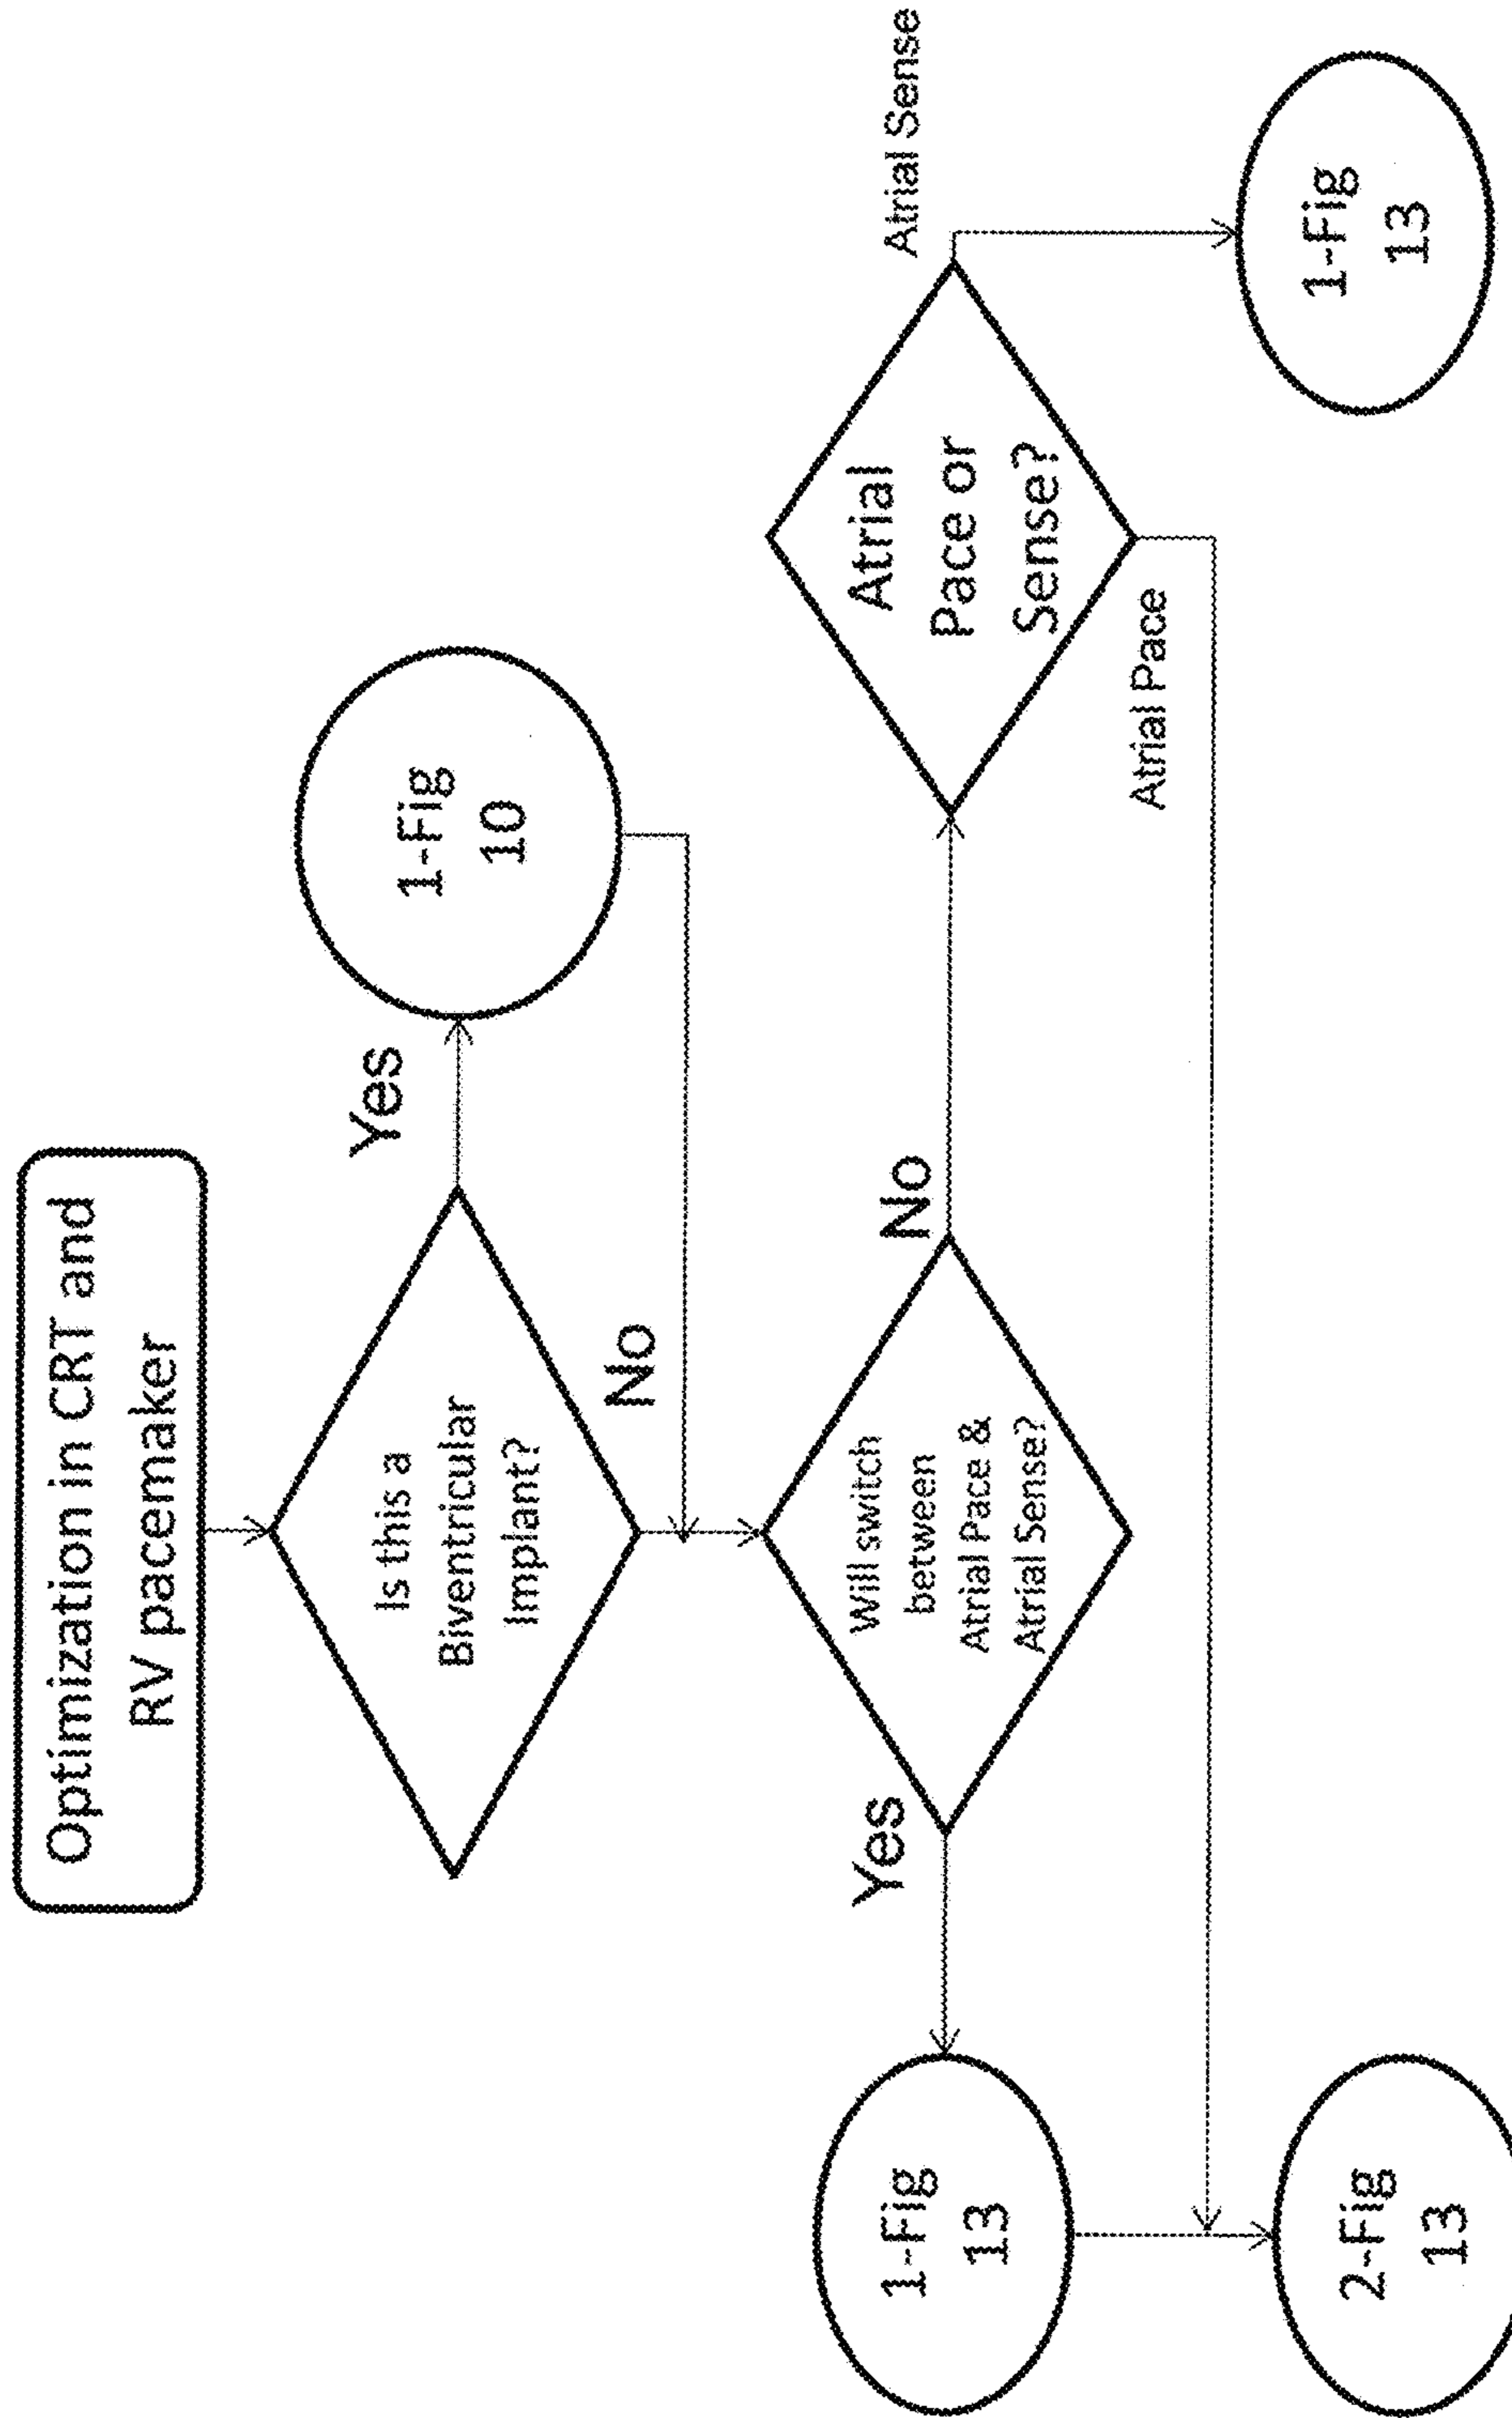 Optimization in CRT and
RV pacemaker
Is this a
Biventricular
Implant?
Yes
1-Fig
10
No
Will switch
between
Atrial Pace &
Atrial Sense?
Yes
No
1-Fig
13
Atrial
Pace or
Sense?
Atrial Sense
Atrial Pace
2-Fig
13
1-Fig
13